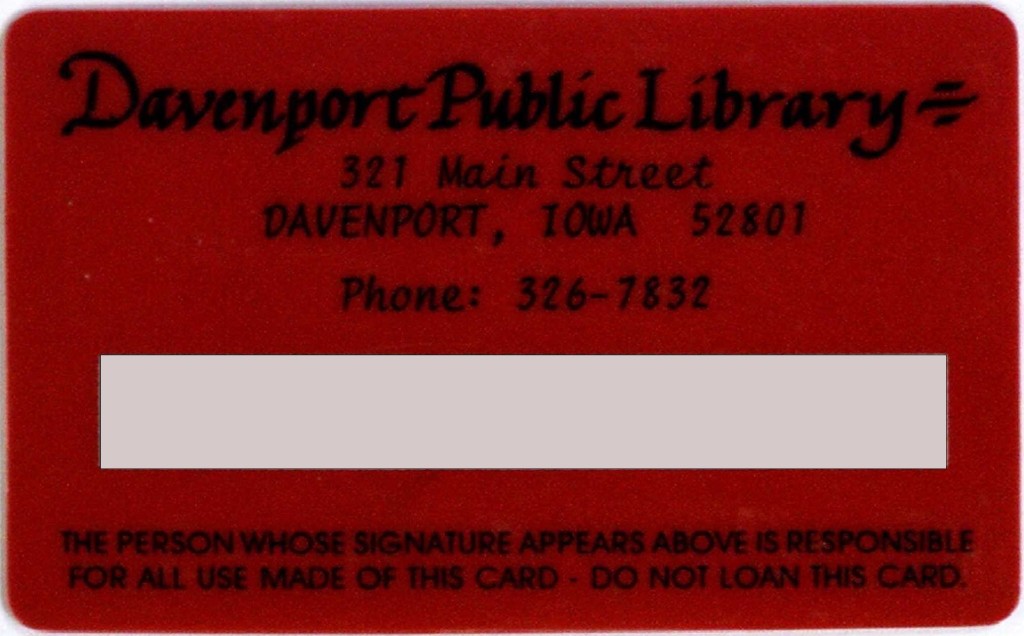 Davenport Public Library
321 Main Street
DAVENPORT, IOWA 52801
Phone: 326-7832
THE PERSON WHOSE SIGNATURE APPEARS ABOVE IS RESPONSIBLE
FOR ALL USE MADE OF THIS CARD - DO NOT LOAN THIS CARD.